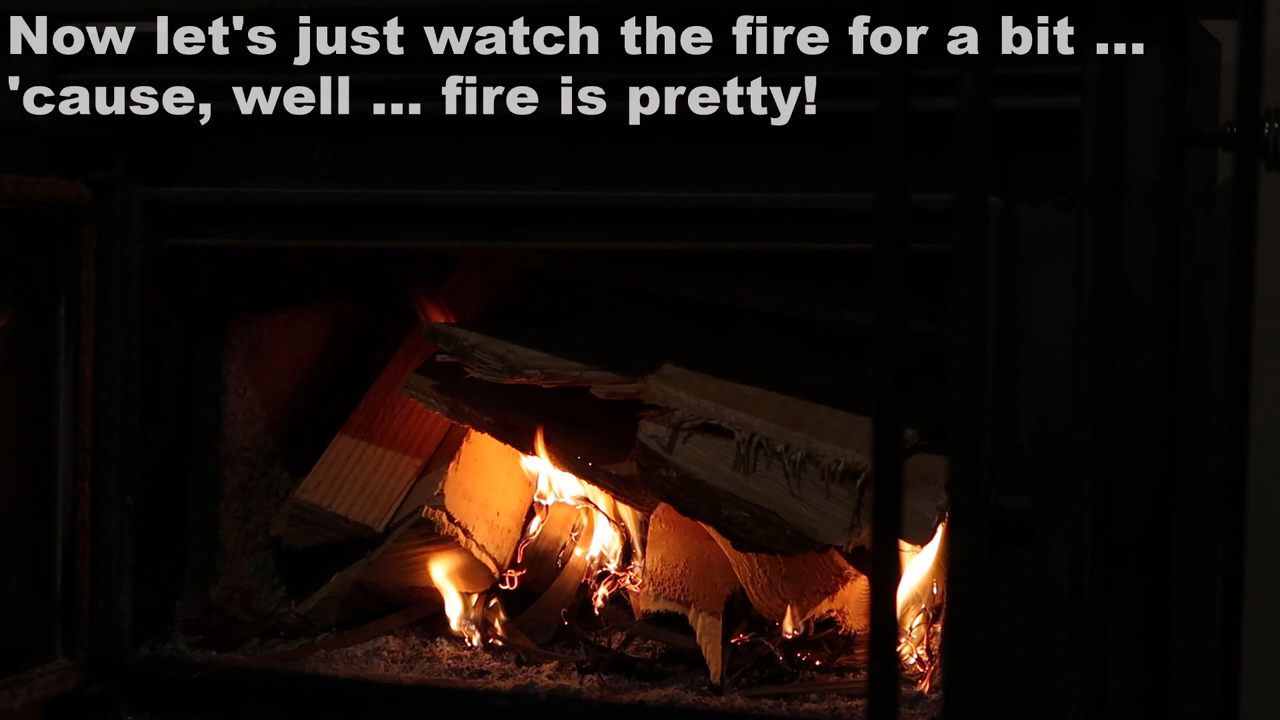 Now let's just watch the fire for a bit ...
'cause, well ... fire is pretty!